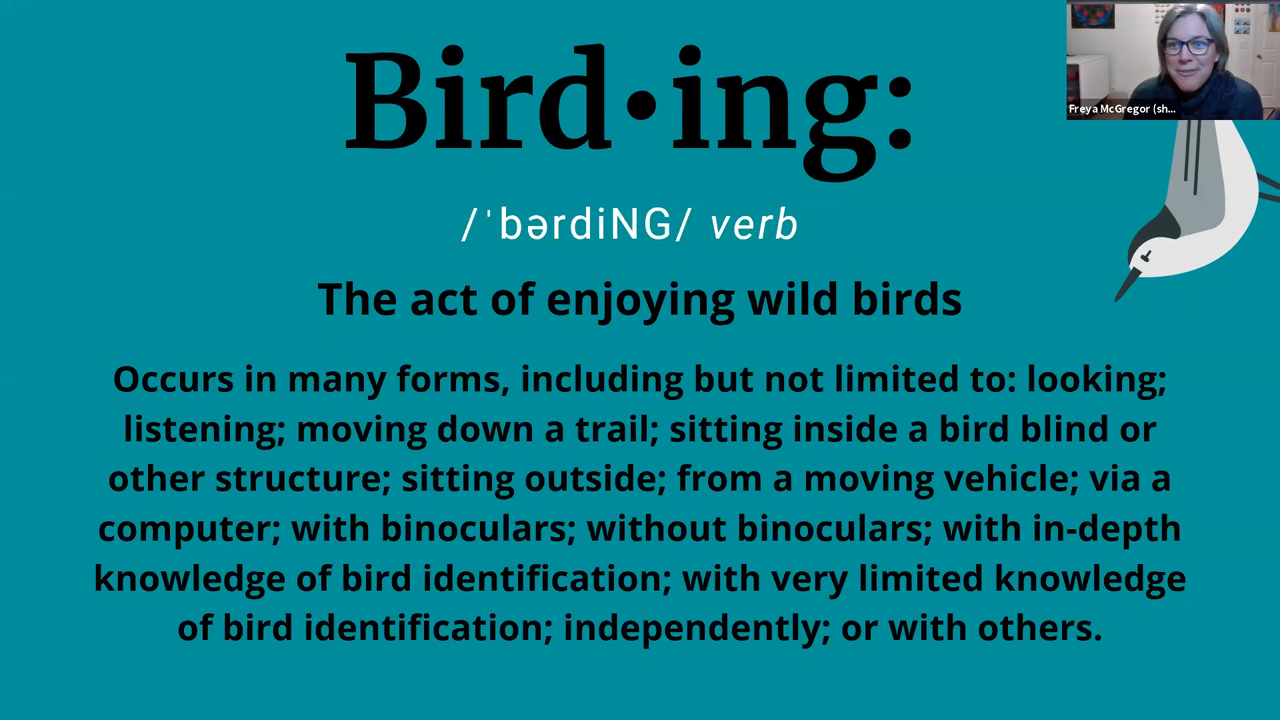 Bird•ing:
/ˈbərdiNG/ verb
The act of enjoying wild birds
Occurs in many forms, including but not limited to: looking;
listening; moving down a trail; sitting inside a bird blind or
other structure; sitting outside; from a moving vehicle; via a
computer; with binoculars; without binoculars; with in-depth
knowledge of bird identification; with very limited knowledge
of bird identification; independently; or with others.
Freya McGregor (sh...